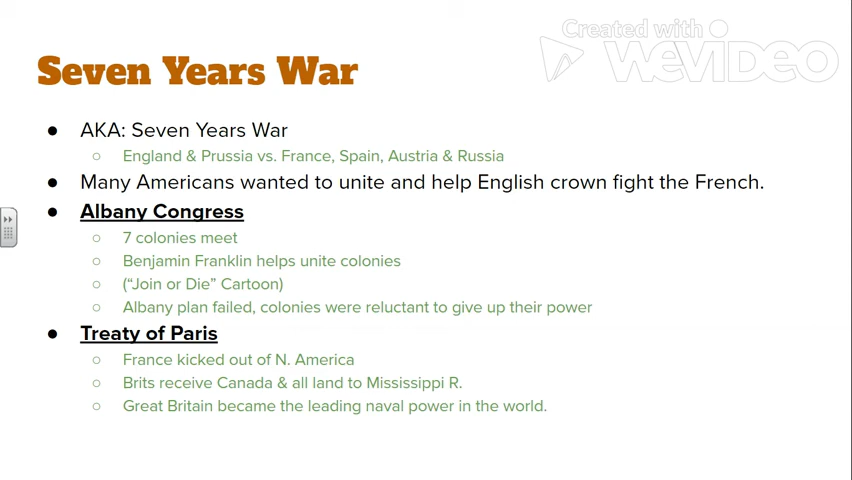 Created with
WEVIDEO
Seven Years War
● AKA: Seven Years War
○ England & Prussia vs. France, Spain, Austria & Russia
● Many Americans wanted to unite and help English crown fight the French.
● Albany Congress
○ 7 colonies meet
○ Benjamin Franklin helps unite colonies
○ (“Join or Die” Cartoon)
○ Albany plan failed, colonies were reluctant to give up their power
● Treaty of Paris
○ France kicked out of N. America
○ Brits receive Canada & all land to Mississippi R.
○ Great Britain became the leading naval power in the world.